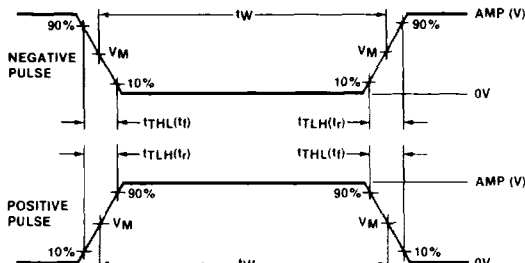 tW
AMP (V)
90%
90%
NEGATIVE
PULSE
VM
VM
10%
10%
0V
tTHL(tf)
tTLH(tr)
tTLH(tr)
tTHL(tf)
AMP (V)
POSITIVE
PULSE
90%
90%
VM
VM
10%
10%
tW
0V